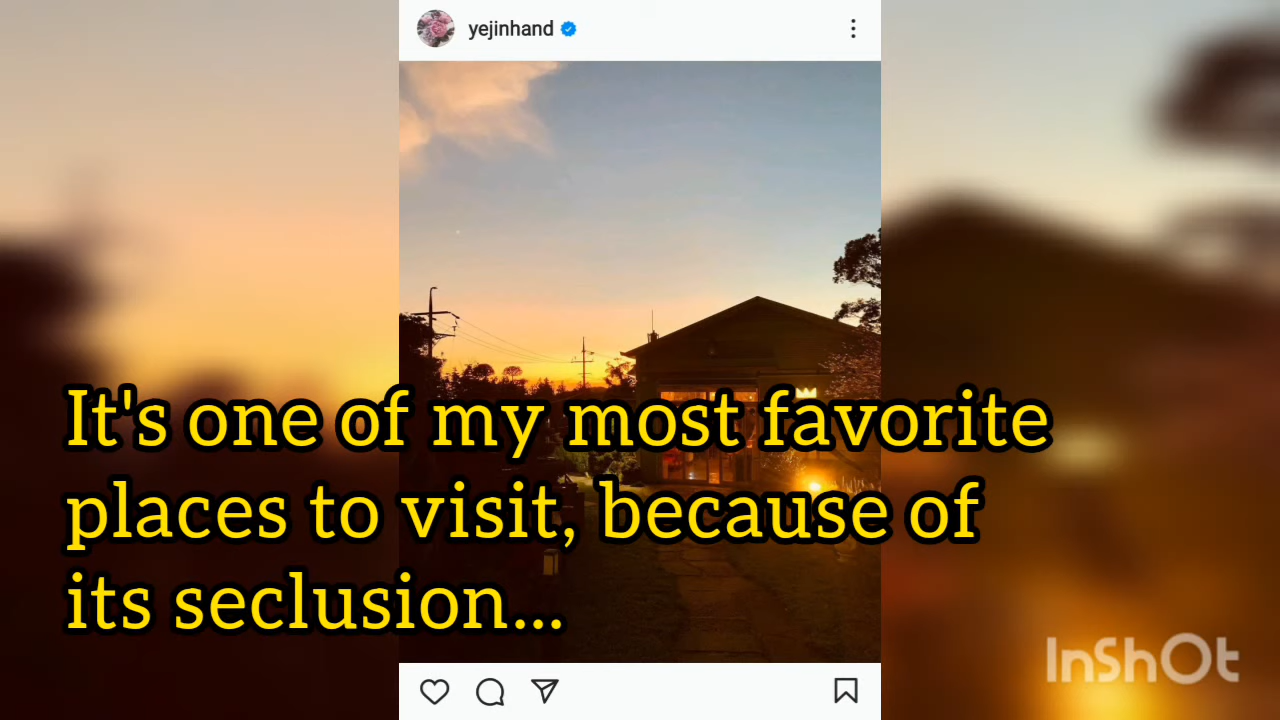 yejinhand
It's one of my most favorite
places to visit, because of
its seclusion...
InShOt